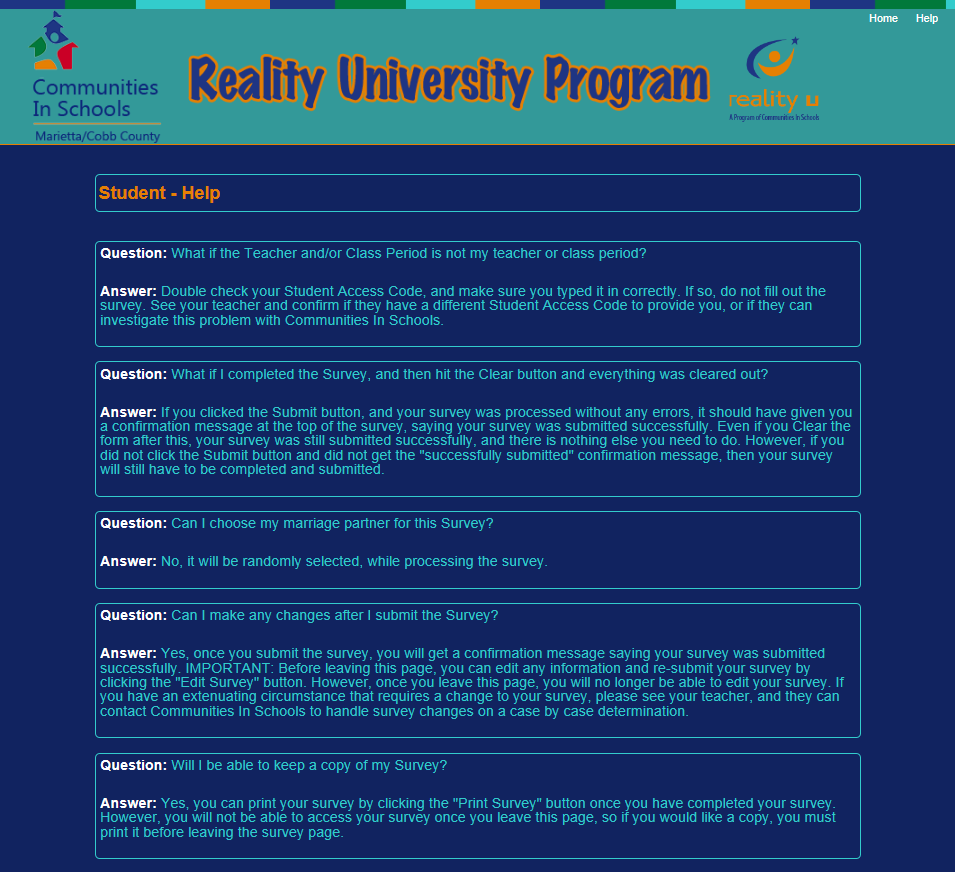 Home Help
Communities
In Schools
Marietta/Cobb County
Reality University Program
reality u
A Program of Communities In Schools
Student - Help
Question: What if the Teacher and/or Class Period is not my teacher or class period?
Answer: Double check your Student Access Code, and make sure you typed it in correctly. If so, do not fill out the
survey. See your teacher and confirm if they have a different Student Access Code to provide you, or if they can
investigate this problem with Communities In Schools.
Question: What if I completed the Survey, and then hit the Clear button and everything was cleared out?
Answer: If you clicked the Submit button, and your survey was processed without any errors, it should have given you
a confirmation message at the top of the survey, saying your survey was submitted successfully. Even if you Clear the
form after this, your survey was still submitted successfully, and there is nothing else you need to do. However, if you
did not click the Submit button and did not get the "successfully submitted" confirmation message, then your survey
will still have to be completed and submitted.
Question: Can I choose my marriage partner for this Survey?
Answer: No, it will be randomly selected, while processing the survey.
Question: Can I make any changes after I submit the Survey?
Answer: Yes, once you submit the survey, you will get a confirmation message saying your survey was submitted
successfully. IMPORTANT: Before leaving this page, you can edit any information and re-submit your survey by
clicking the "Edit Survey" button. However, once you leave this page, you will no longer be able to edit your survey. If
you have an extenuating circumstance that requires a change to your survey, please see your teacher, and they can
contact Communities In Schools to handle survey changes on a case by case determination.
Question: Will I be able to keep a copy of my Survey?
Answer: Yes, you can print your survey by clicking the "Print Survey" button once you have completed your survey.
However, you will not be able to access your survey once you leave this page, so if you would like a copy, you must
print it before leaving the survey page.